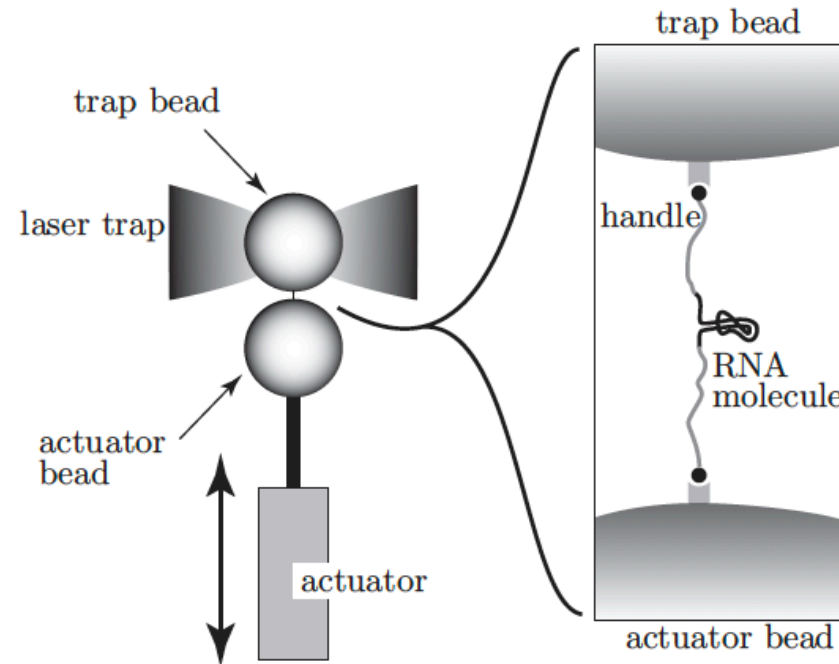 trap bead
trap bead
laser trap
handle
RNA
molecule
actuator
bead
actuator
actuator bead